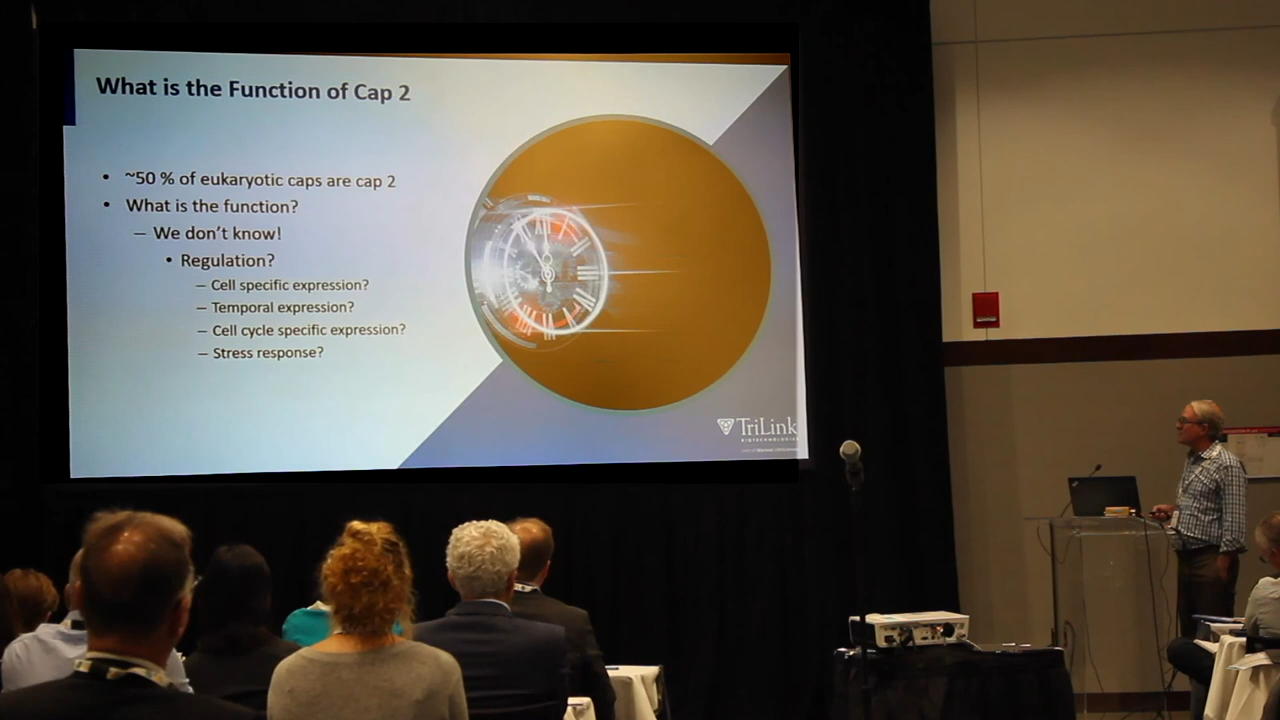 What is the Function of Cap 2
• ~50 % of eukaryotic caps are cap 2
• What is the function?
– We don't know!
• Regulation?
– Cell specific expression?
– Temporal expression?
– Cell cycle specific expression?
– Stress response?
TriLink
BIOTECHNOLOGIES